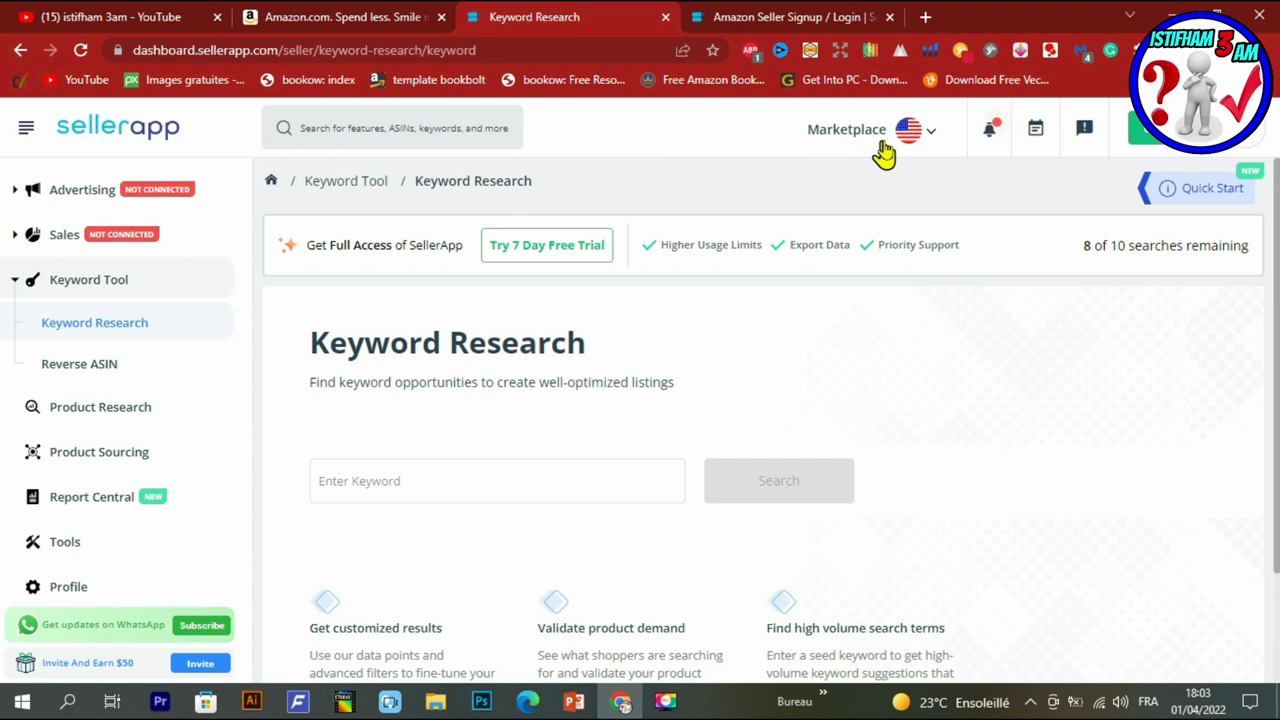 (15) istifham 3am - YouTube
Amazon.com. Spend less. Smile
Keyword Research
Amazon Seller Signup / Login | S
dashboard.sellerapp.com/seller/keyword-research/keyword
YouTube
Images gratuites -...
bookow: index
template bookbolt
bookow: Free Reso...
Free Amazon Book...
Get Into PC - Down...
Download Free Vec...
ISTIFHAM 3 AM
sellerapp
Search for features, ASINs, keywords, and more
Marketplace
Advertising NOT CONNECTED
Sales NOT CONNECTED
Keyword Tool
Keyword Research
Reverse ASIN
Product Research
Product Sourcing
Report Central NEW
Tools
Profile
Get updates on WhatsApp Subscribe
Invite And Earn $50 Invite
/ Keyword Tool / Keyword Research
NEW
Quick Start
Get Full Access of SellerApp
Try 7 Day Free Trial
Higher Usage Limits
Export Data
Priority Support
8 of 10 searches remaining
Keyword Research
Find keyword opportunities to create well-optimized listings
Enter Keyword
Search
Get customized results
Use our data points and
advanced filters to fine-tune your
Validate product demand
See what shoppers are searching
for and validate your product
Find high volume search terms
Enter a seed keyword to get high-
volume keyword suggestions that
Bureau
23°C Ensoleillé
FRA
18:03
01/04/2022